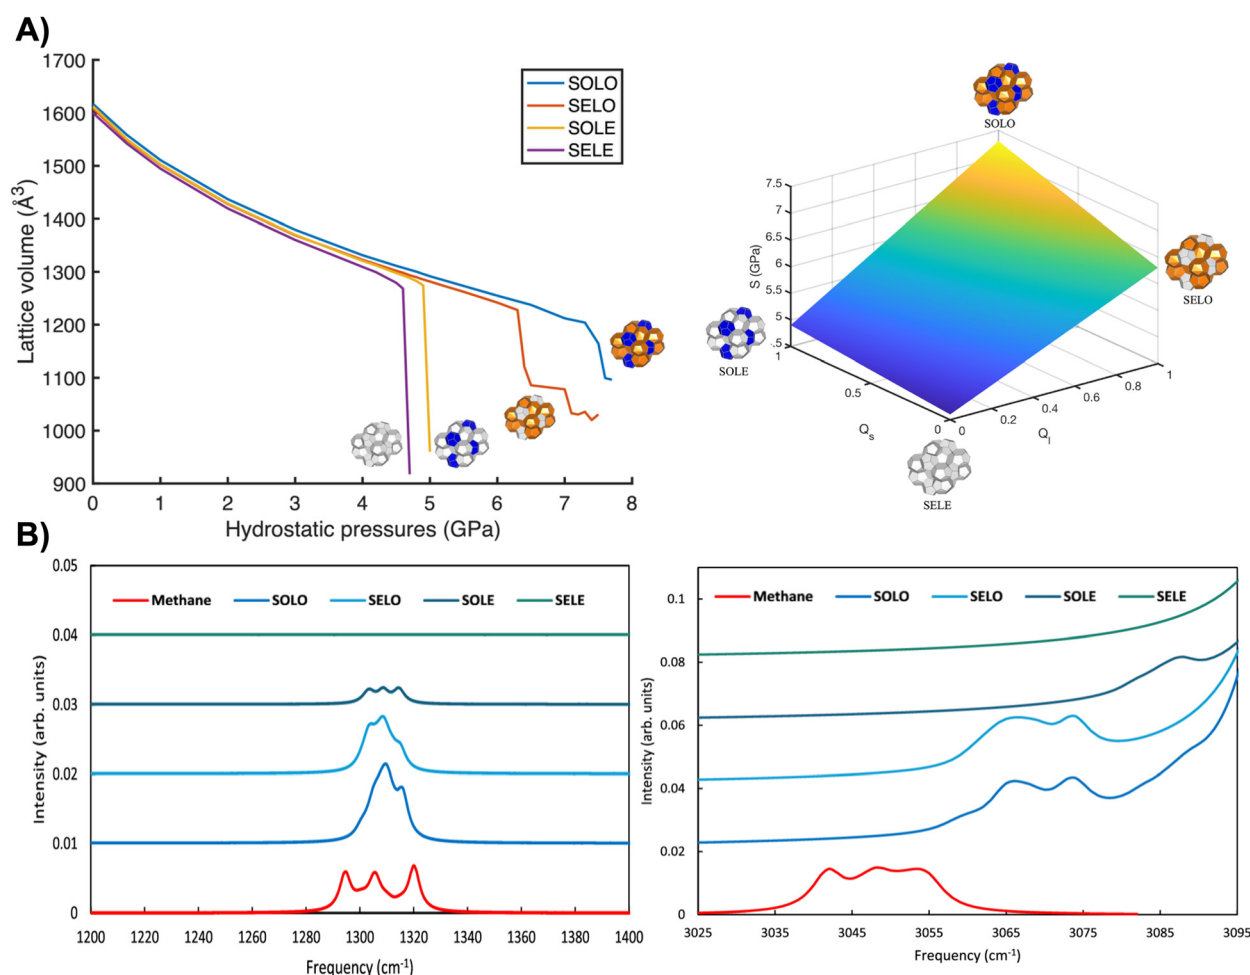 A)
1700
1600
1500
1400
1300
1200
1100
1000
900
Lattice volume (Å³)
0 1 2 3 4 5 6 7 8
Hydrostatic pressures (GPa)
SOLO
SELO
SOLE
SELE
SOLO
SELO
SOLE
SELE
S (GPa)
7.5
7
6.5
6
5.5
5
.5
1
0.5
0
Q_s
0
0.2
0.4
0.6
0.8
1
Q_l
B)
0.05
0.04
0.03
0.02
0.01
0
Intensity (arb. units)
Methane SOLO SELO SOLE SELE
1200 1220 1240 1260 1280 1300 1320 1340 1360 1380 1400
Frequency (cm⁻¹)
0.1
0.08
0.06
0.04
0.02
0
Intensity (arb. units)
Methane SOLO SELO SOLE SELE
3025 3035 3045 3055 3065 3075 3085 3095
Frequency (cm⁻¹)